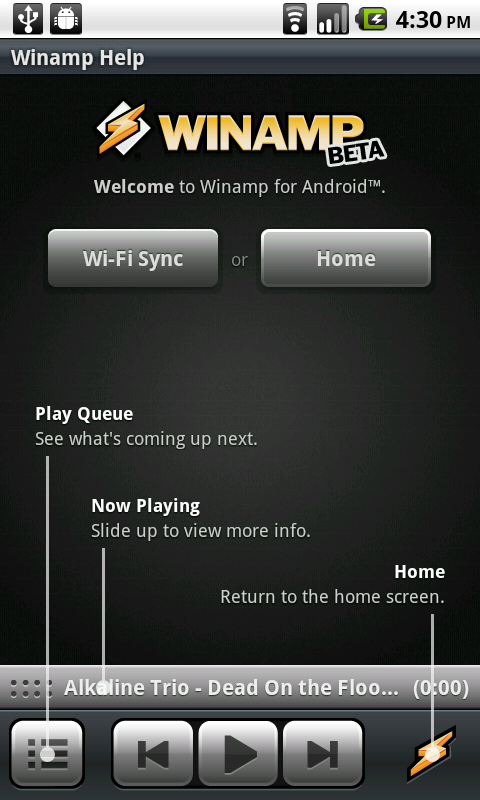 4:30 PM
Winamp Help
WINAMP
BETA
Welcome to Winamp for Android™.
Wi-Fi Sync or Home
Play Queue
See what's coming up next.
Now Playing
Slide up to view more info.
Home
Return to the home screen.
Alkaline Trio - Dead On the Floo... (0:00)